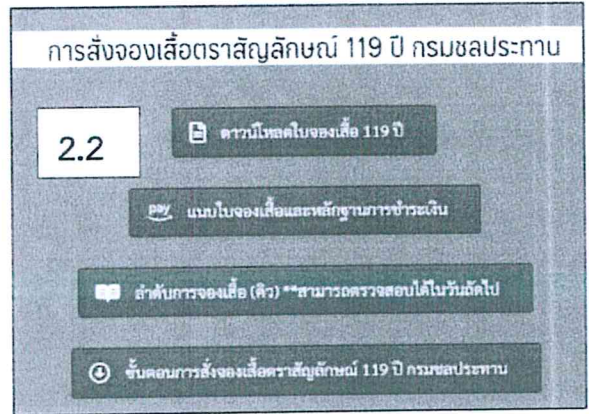 การสั่งจองเสื้อตราสัญลักษณ์ 119 ปี กรมชลประทาน
2.2
ดาวน์โหลดใบจองเสื้อ 119 ปี
pay แนบใบจองเสื้อและหลักฐานการชำระเงิน
ลำดับการจองเสื้อ (คิว) **สามารถตรวจสอบได้ในวันถัดไป
ขั้นตอนการสั่งจองเสื้อตราสัญลักษณ์ 119 ปี กรมชลประทาน